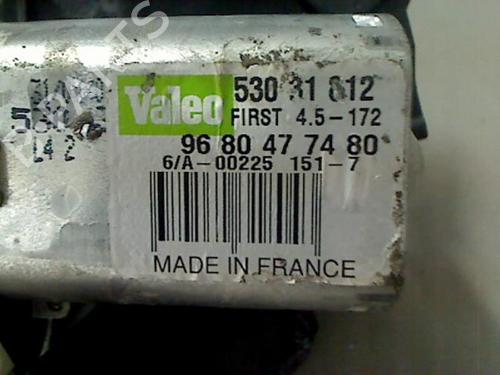 Valeo
530 31 812
FIRST 4.5-172
96 80 47 74 80
6/A-00225 151-7
MADE IN FRANCE
PARTS